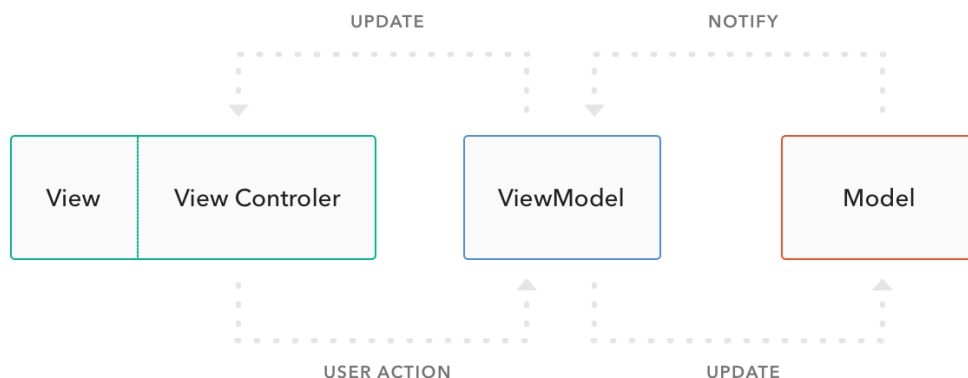 UPDATE
NOTIFY
View
View Controler
ViewModel
Model
USER ACTION
UPDATE